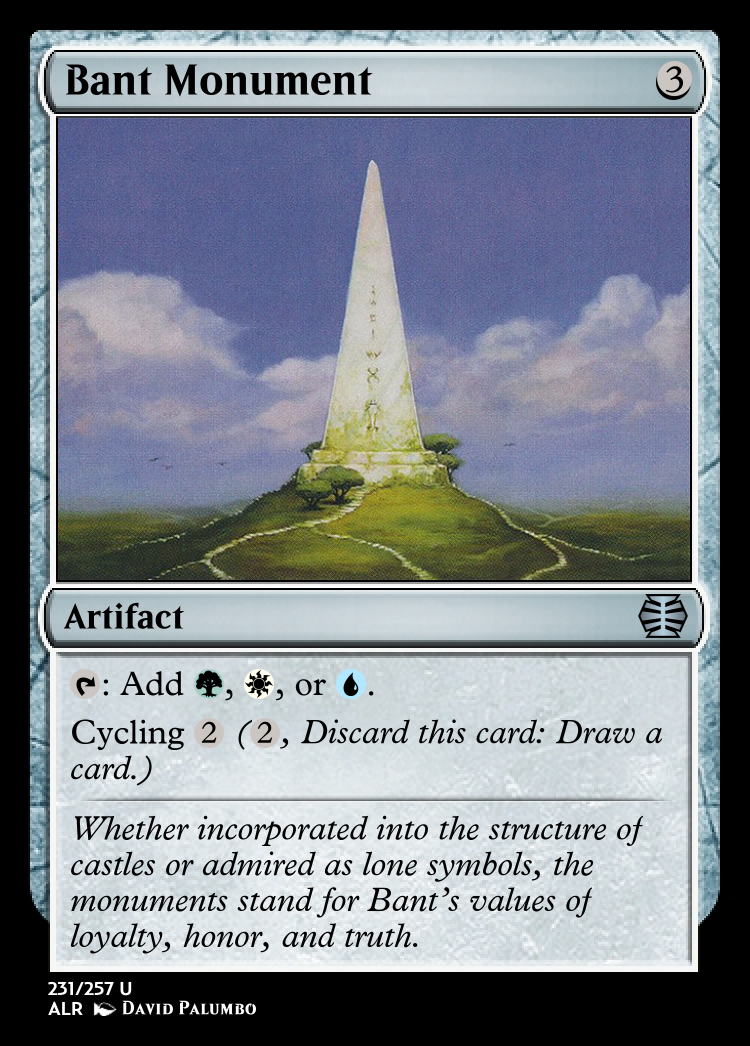 Bant Monument 3
Artifact
: Add , , or .
Cycling 2 (2, Discard this card: Draw a
card.)
Whether incorporated into the structure of
castles or admired as lone symbols, the
monuments stand for Bant's values of
loyalty, honor, and truth.
231/257 U
ALR David Palumbo